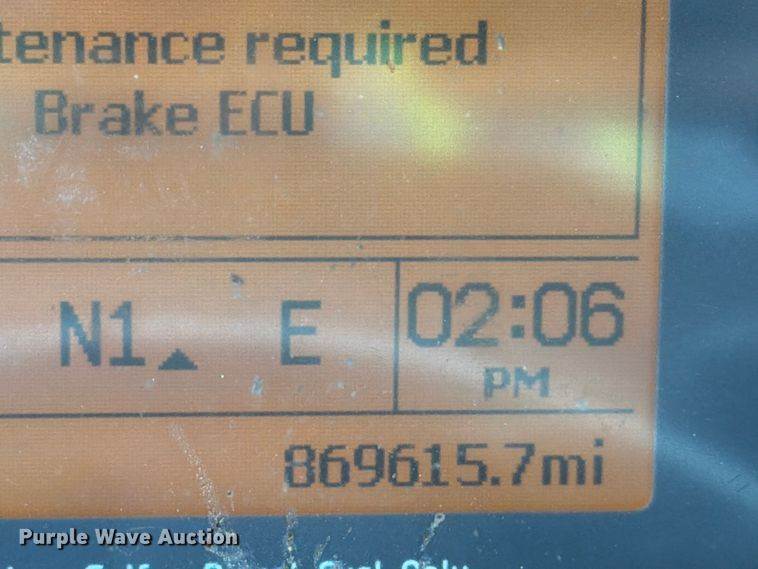 tenance required
Brake ECU
N1 E 02:06
PM
869615.7mi
Purple Wave Auction